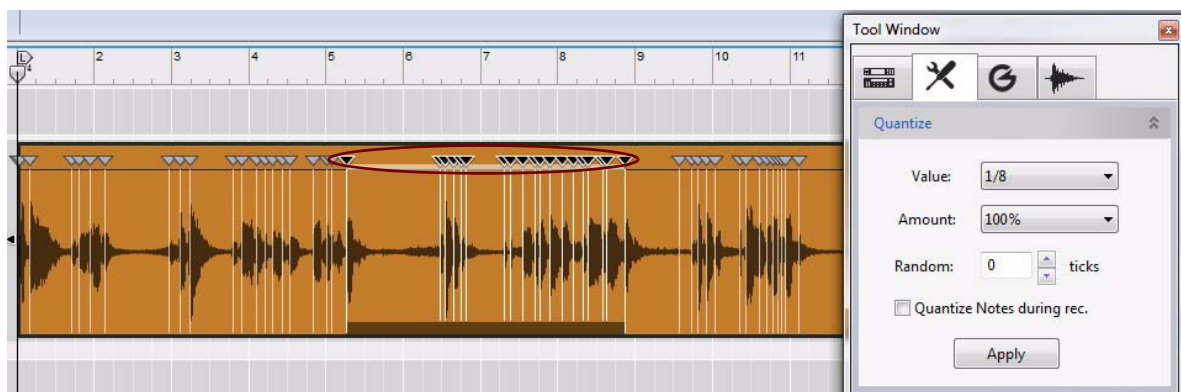 Tool Window
L 4 2 3 4 5 6 7 8 9 10 11
Quantize
Value: 1/8
Amount: 100%
Random: 0 ticks
Quantize Notes during rec.
Apply